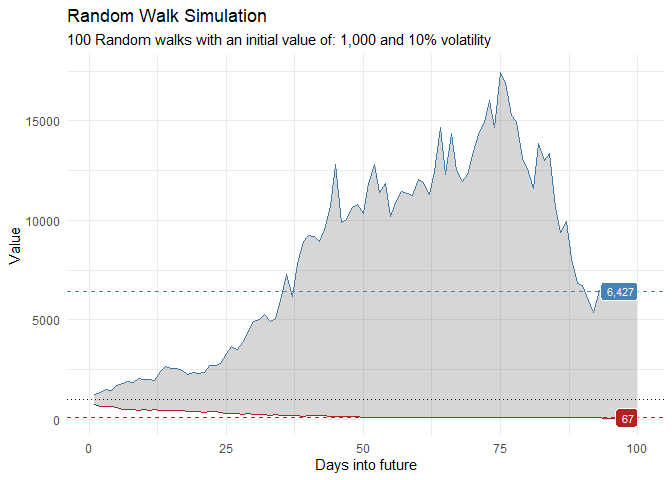 Random Walk Simulation
100 Random walks with an initial value of: 1,000 and 10% volatility
Value
15000
10000
5000
0
6,427
67
0 25 50 75 100
Days into future